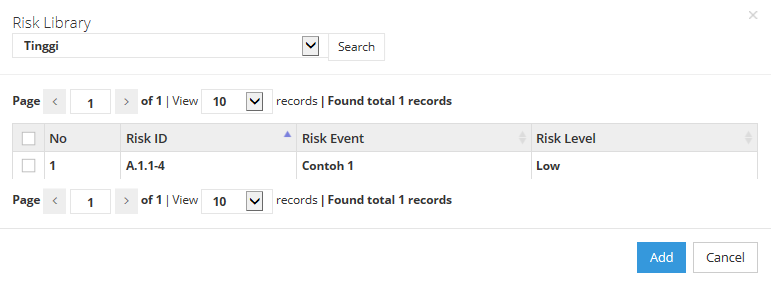 Risk Library
Tinggi Search
Page 1 of 1 | View 10 records | Found total 1 records
No Risk ID Risk Event Risk Level
1 A.1.1-4 Contoh 1 Low
Page 1 of 1 | View 10 records | Found total 1 records
Add Cancel